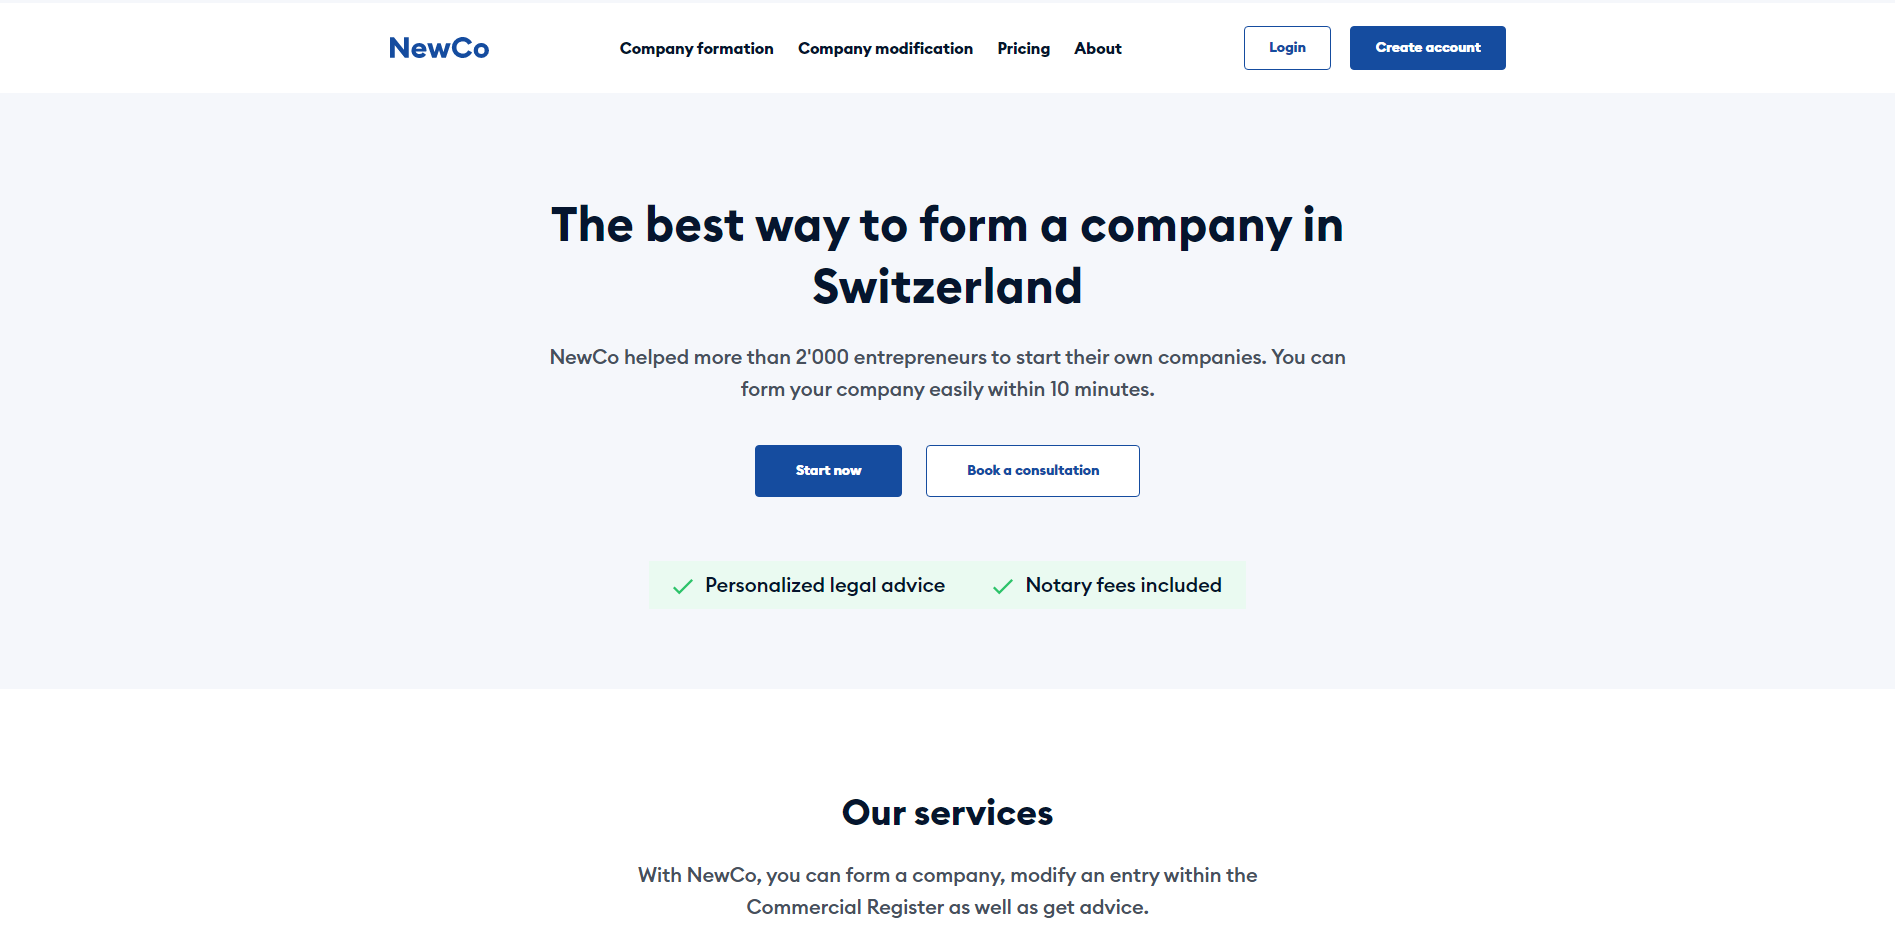 NewCo
Company formation
Company modification
Pricing
About
Login
Create account
The best way to form a company in
Switzerland
NewCo helped more than 2'000 entrepreneurs to start their own companies. You can
form your company easily within 10 minutes.
Start now
Book a consultation
Personalized legal advice
Notary fees included
Our services
With NewCo, you can form a company, modify an entry within the
Commercial Register as well as get advice.